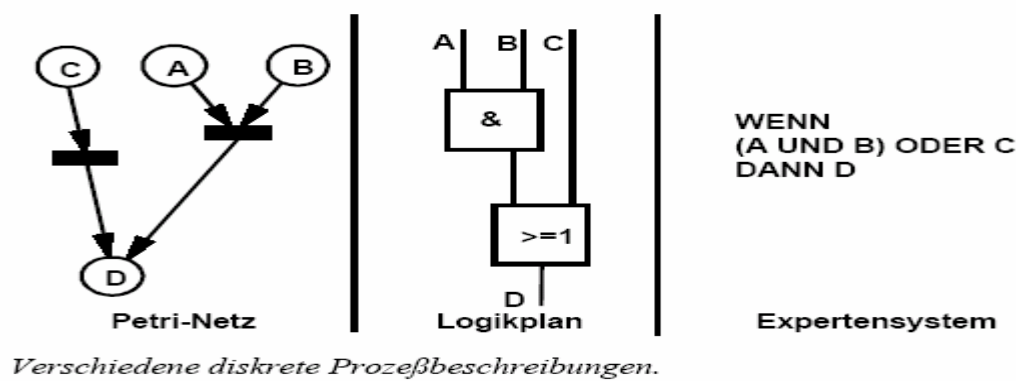 C
A
B
D
Petri-Netz
A
B
C
&
>=1
D
Logikplan
WENN
(A UND B) ODER C
DANN D
Expertensystem
Verschiedene diskrete Prozeßbeschreibungen.